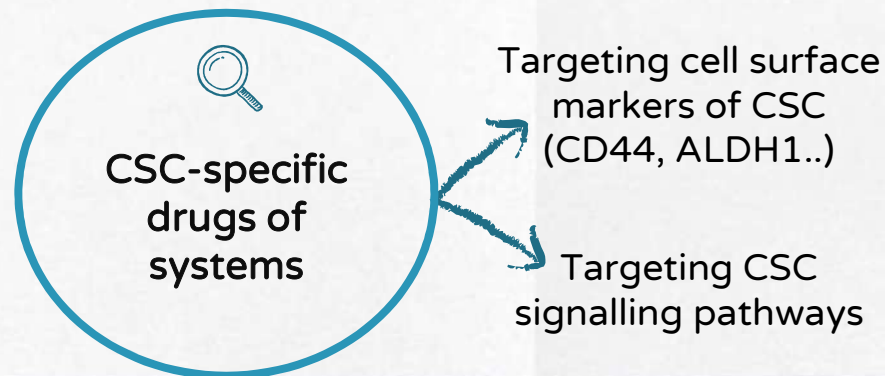 CSC-specific
drugs of
systems
Targeting cell surface
markers of CSC
(CD44, ALDH1..)
Targeting CSC
signalling pathways